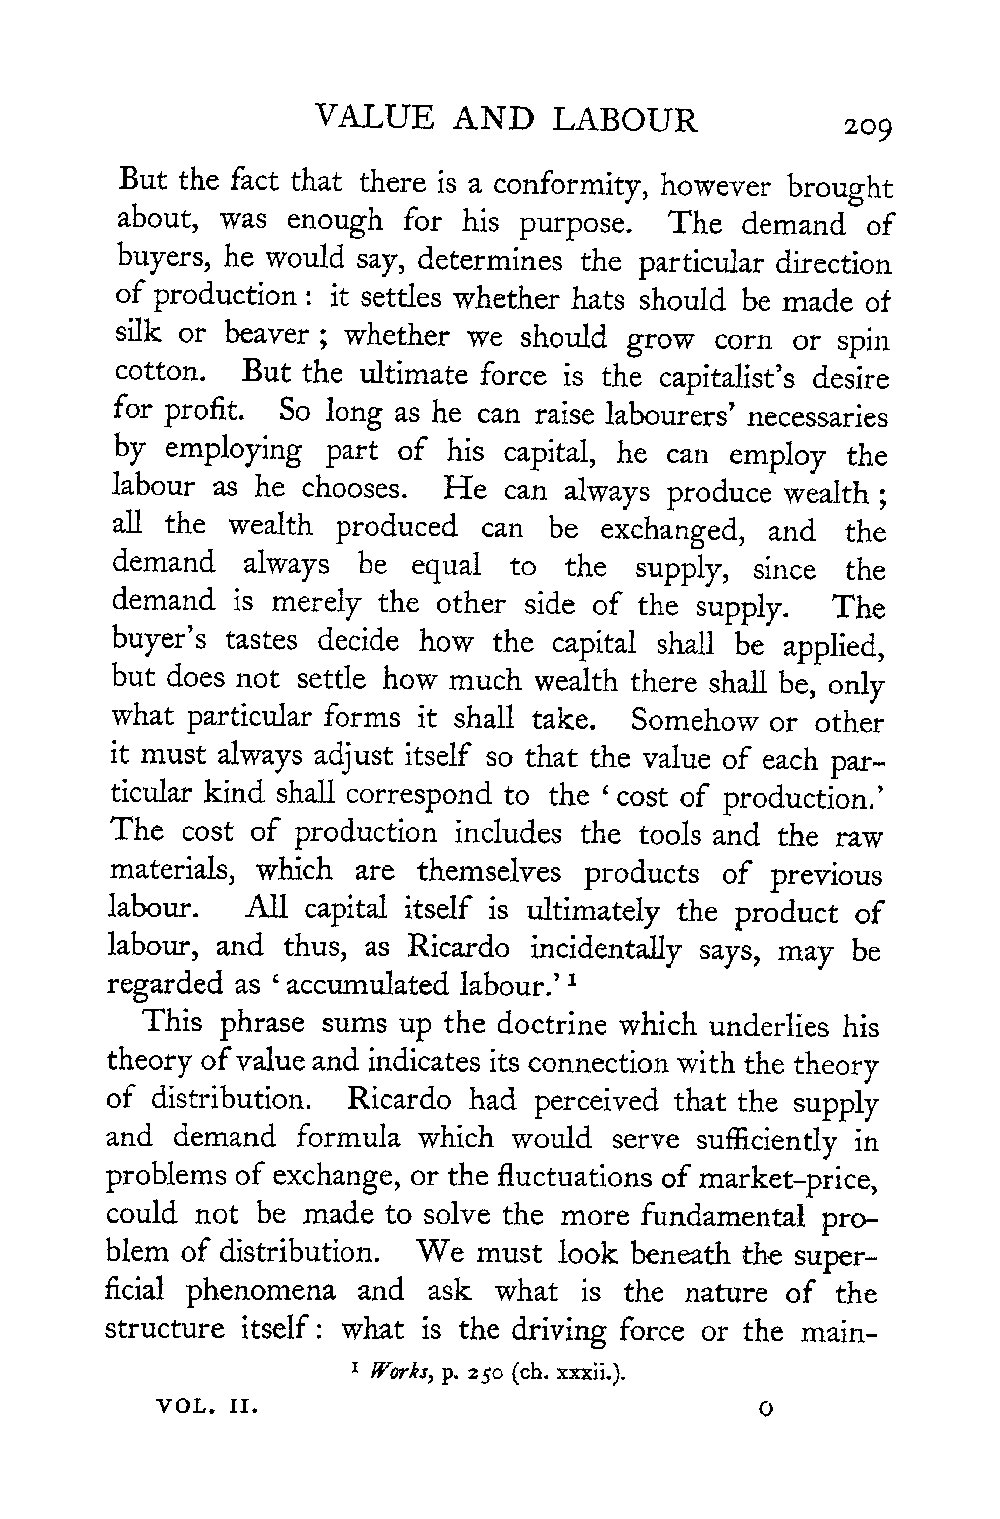 VALUE AND LABOUR 209
But the fact that there is a conformity, however brought
about, was enough for his purpose. The demand of
buyers, he would say, determines the particular direction
of production : it settles whether hats should be made of
silk or beaver ; whether we should grow corn or spin
cotton. But the ultimate force is the capitalist's desire
for profit. So long as he can raise labourers' necessaries
by employing part of his capital, he can employ the
labour as he chooses. He can always produce wealth ;
all the wealth produced can be exchanged, and the
demand always be equal to the supply, since the
demand is merely the other side of the supply. The
buyer's tastes decide how the capital shall be applied,
but does not settle how much wealth there shall be, only
what particular forms it shall take. Somehow or other
it must always adjust itself so that the value of each par-
ticular kind shall correspond to the ‘ cost of production.’
The cost of production includes the tools and the raw
materials, which are themselves products of previous
labour. All capital itself is ultimately the product of
labour, and thus, as Ricardo incidentally says, may be
regarded as ‘ accumulated labour.’ ¹
This phrase sums up the doctrine which underlies his
theory of value and indicates its connection with the theory
of distribution. Ricardo had perceived that the supply
and demand formula which would serve sufficiently in
problems of exchange, or the fluctuations of market-price,
could not be made to solve the more fundamental pro-
blem of distribution. We must look beneath the super-
ficial phenomena and ask what is the nature of the
structure itself : what is the driving force or the main-
¹ Works, p. 250 (ch. xxxii.).
VOL. II. O